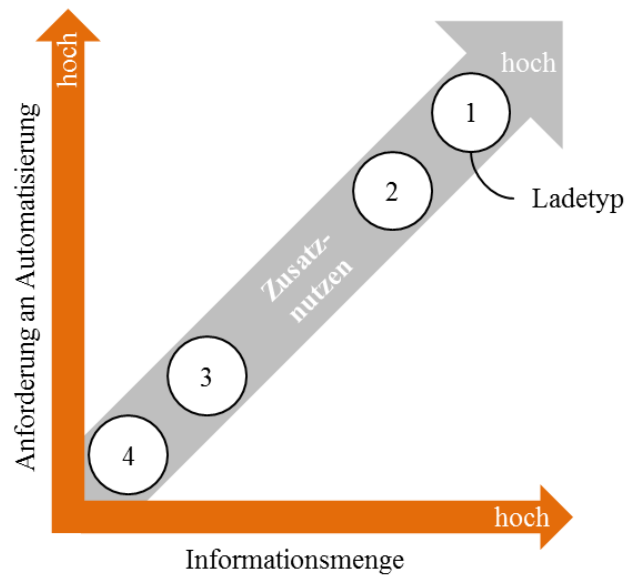 hoch
hoch
1
Ladetyp
2
Zusatz-
nutzen
3
4
Anforderung an Automatisierung
hoch
Informationsmenge